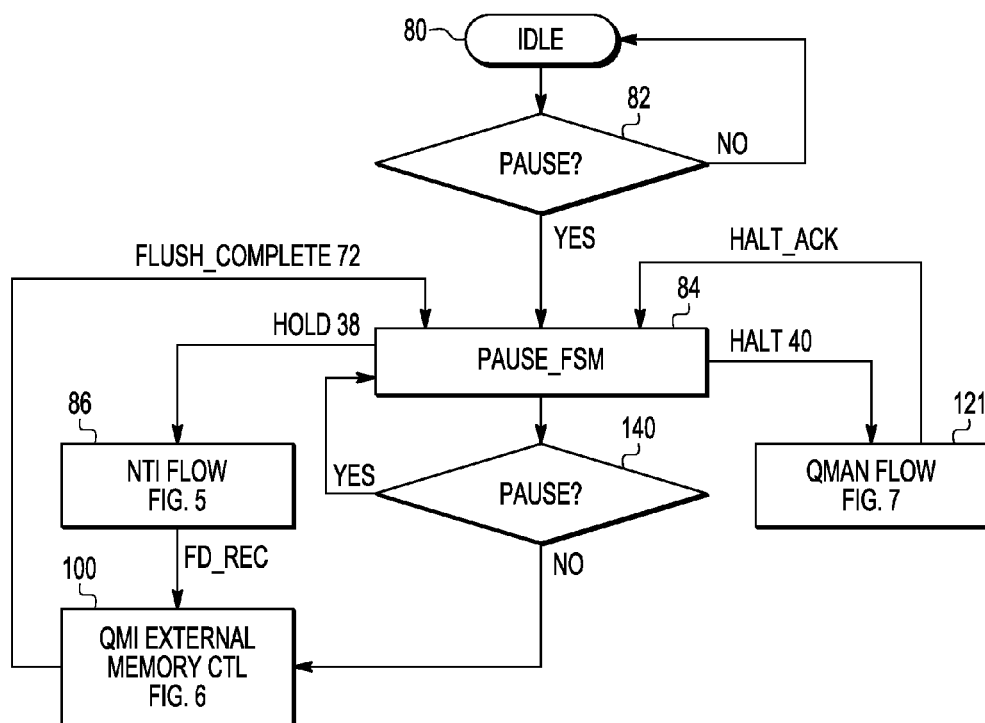 80
IDLE
82
PAUSE?
NO
YES
FLUSH_COMPLETE 72
HALT_ACK
HOLD 38
84
PAUSE_FSM
HALT 40
86
NTI FLOW
FIG. 5
YES
140
PAUSE?
121
QMAN FLOW
FIG. 7
FD_REC
NO
100
QMI EXTERNAL
MEMORY CTL
FIG. 6